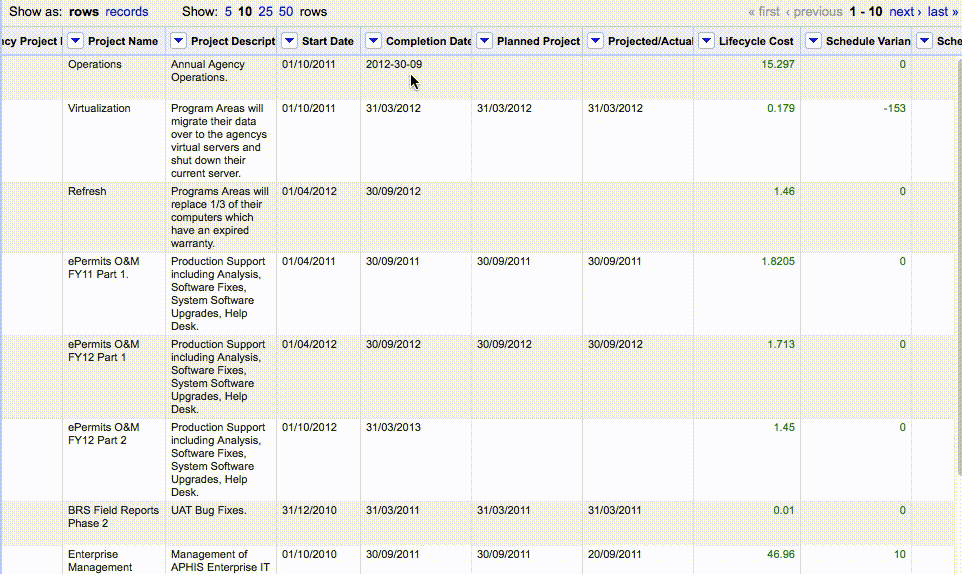 Show as: rows records Show: 5 10 25 50 rows « first ‹ previous 1 - 10 next › last »
ncy Project I Project Name Project Descript Start Date Completion Date Planned Project Projected/Actua Lifecycle Cost Schedule Varian Sche
Operations Annual Agency 01/10/2011 2012-30-09 15.297 0
Operations.
Virtualization Program Areas will 01/10/2011 31/03/2012 31/03/2012 31/03/2012 0.179 -153
migrate their data
over to the agencys
virtual servers and
shut down their
current server.
Refresh Programs Areas will 01/04/2012 30/09/2012 1.46 0
replace 1/3 of their
computers which
have an expired
warranty.
ePermits O&M Production Support 01/04/2011 30/09/2011 30/09/2011 30/09/2011 1.8205 0
FY11 Part 1. including Analysis,
Software Fixes,
System Software
Upgrades, Help
Desk.
ePermits O&M Production Support 01/04/2012 30/09/2012 30/09/2012 30/09/2012 1.713 0
FY12 Part 1 including Analysis,
Software Fixes,
System Software
Upgrades, Help
Desk.
ePermits O&M Production Support 01/10/2012 31/03/2013 1.45 0
FY12 Part 2 including Analysis,
Software Fixes,
System Software
Upgrades, Help
Desk.
BRS Field Reports UAT Bug Fixes. 31/12/2010 31/03/2011 31/03/2011 31/03/2011 0.01 0
Phase 2
Enterprise Management of 01/10/2010 30/09/2011 30/09/2011 20/09/2011 46.96 10
Management APHIS Enterprise IT